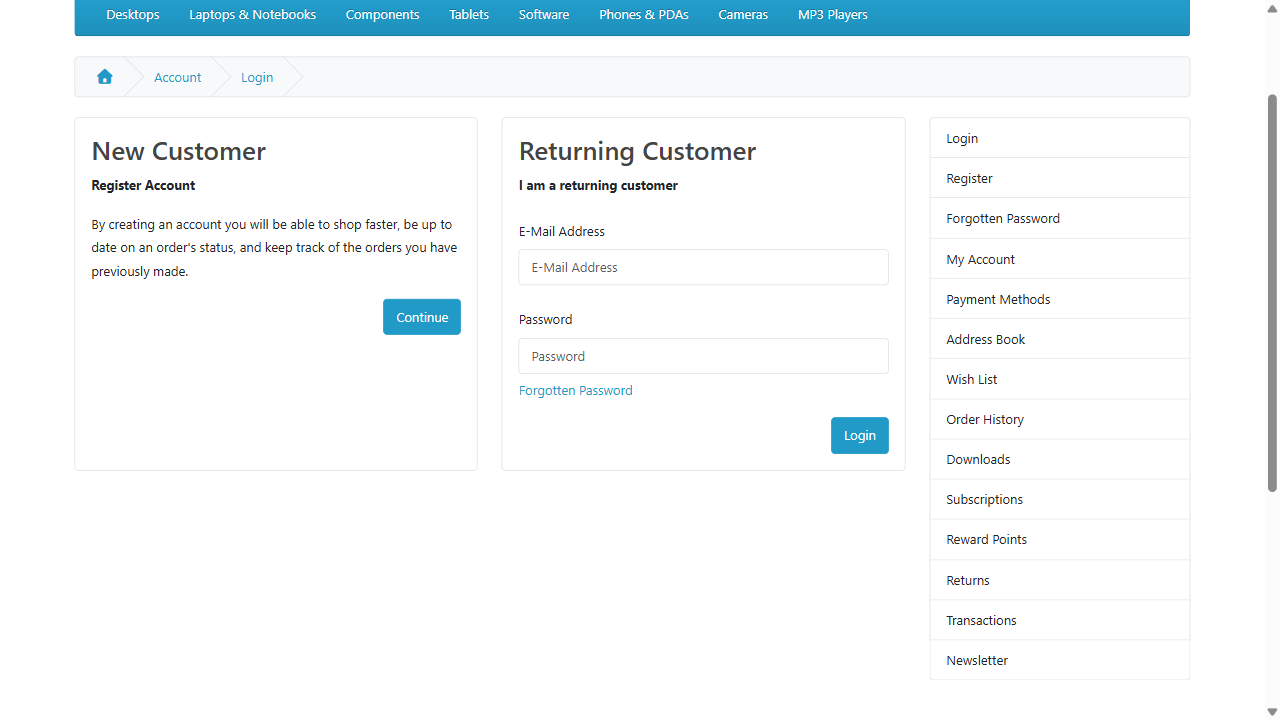 Desktops Laptops & Notebooks Components Tablets Software Phones & PDAs Cameras MP3 Players
Account Login
New Customer
Register Account
By creating an account you will be able to shop faster, be up to
date on an order's status, and keep track of the orders you have
previously made.
Continue
Returning Customer
I am a returning customer
E-Mail Address
E-Mail Address
Password
Password
Forgotten Password
Login
Login
Register
Forgotten Password
My Account
Payment Methods
Address Book
Wish List
Order History
Downloads
Subscriptions
Reward Points
Returns
Transactions
Newsletter